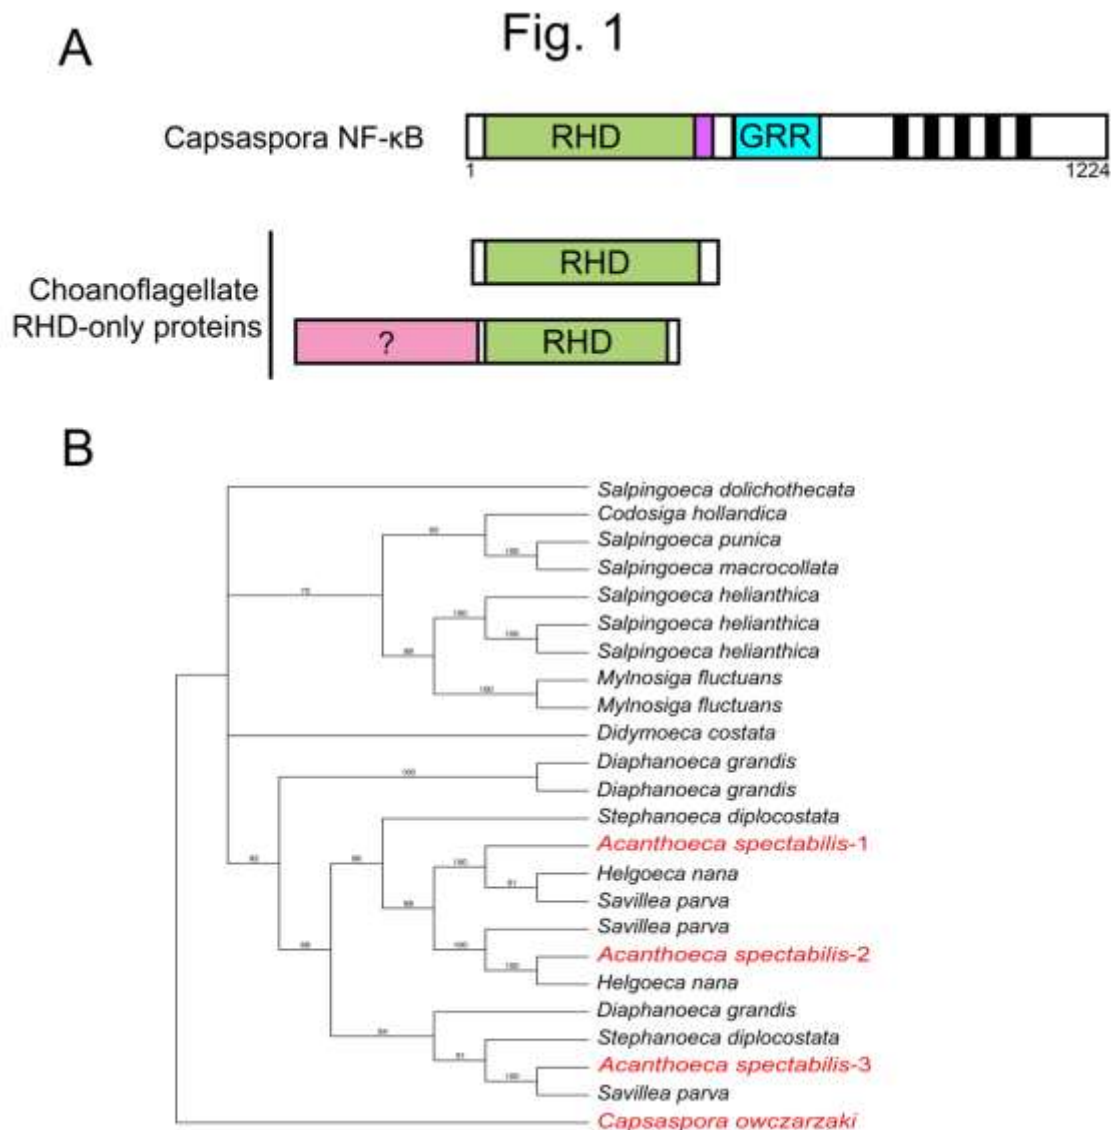 Fig. 1
A
Capsaspora NF-κB
RHD
GRR
1
1224
Choanoflagellate
RHD-only proteins
RHD
?
RHD
B
Salpingoeca dolichothecata
Codosiga hollandica
Salpingoeca punica
Salpingoeca macrocollata
Salpingoeca helianthica
Salpingoeca helianthica
Salpingoeca helianthica
Mylnosiga fluctuans
Mylnosiga fluctuans
Didymoeca costata
Diaphanoeca grandis
Diaphanoeca grandis
Stephanoeca diplocostata
Acanthoeca spectabilis-1
Helgoeca nana
Savillea parva
Savillea parva
Acanthoeca spectabilis-2
Helgoeca nana
Diaphanoeca grandis
Stephanoeca diplocostata
Acanthoeca spectabilis-3
Savillea parva
Capsaspora owczarzaki